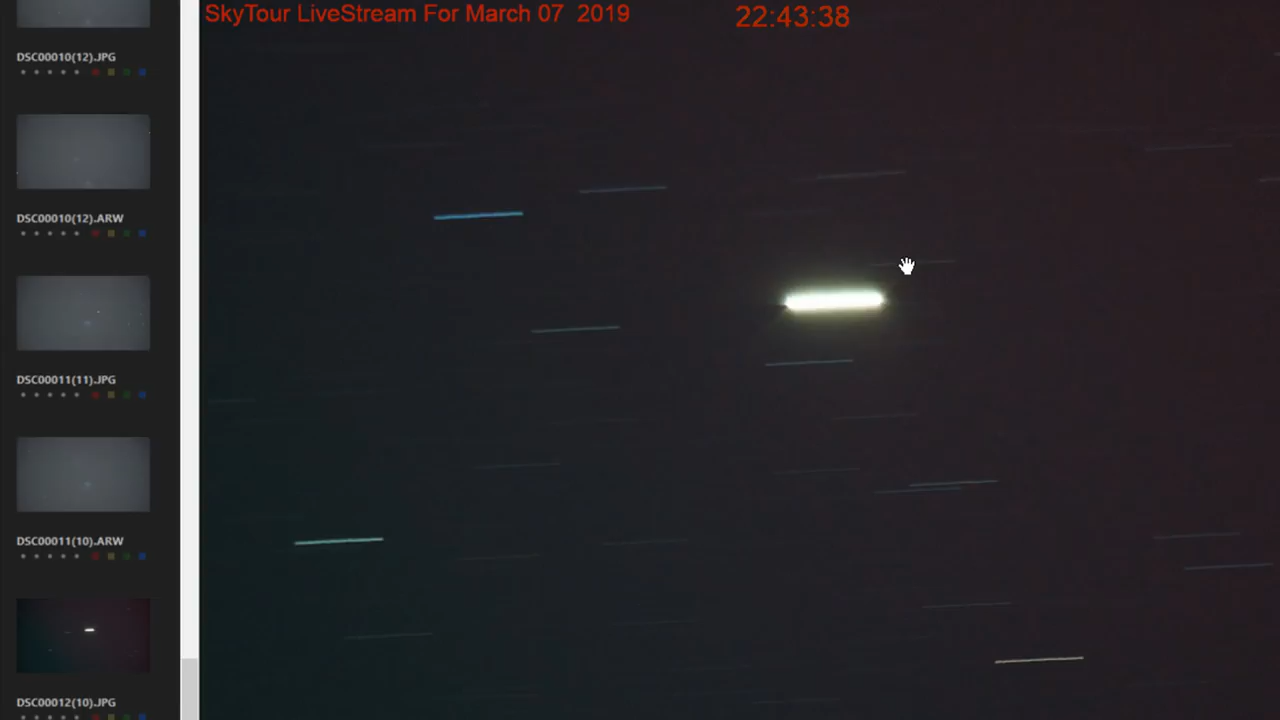 SkyTour LiveStream For March 07 2019 22:43:38
DSC00010(12).JPG
DSC00010(12).ARW
DSC00011(11).JPG
DSC00011(10).ARW
DSC00012(10).JPG